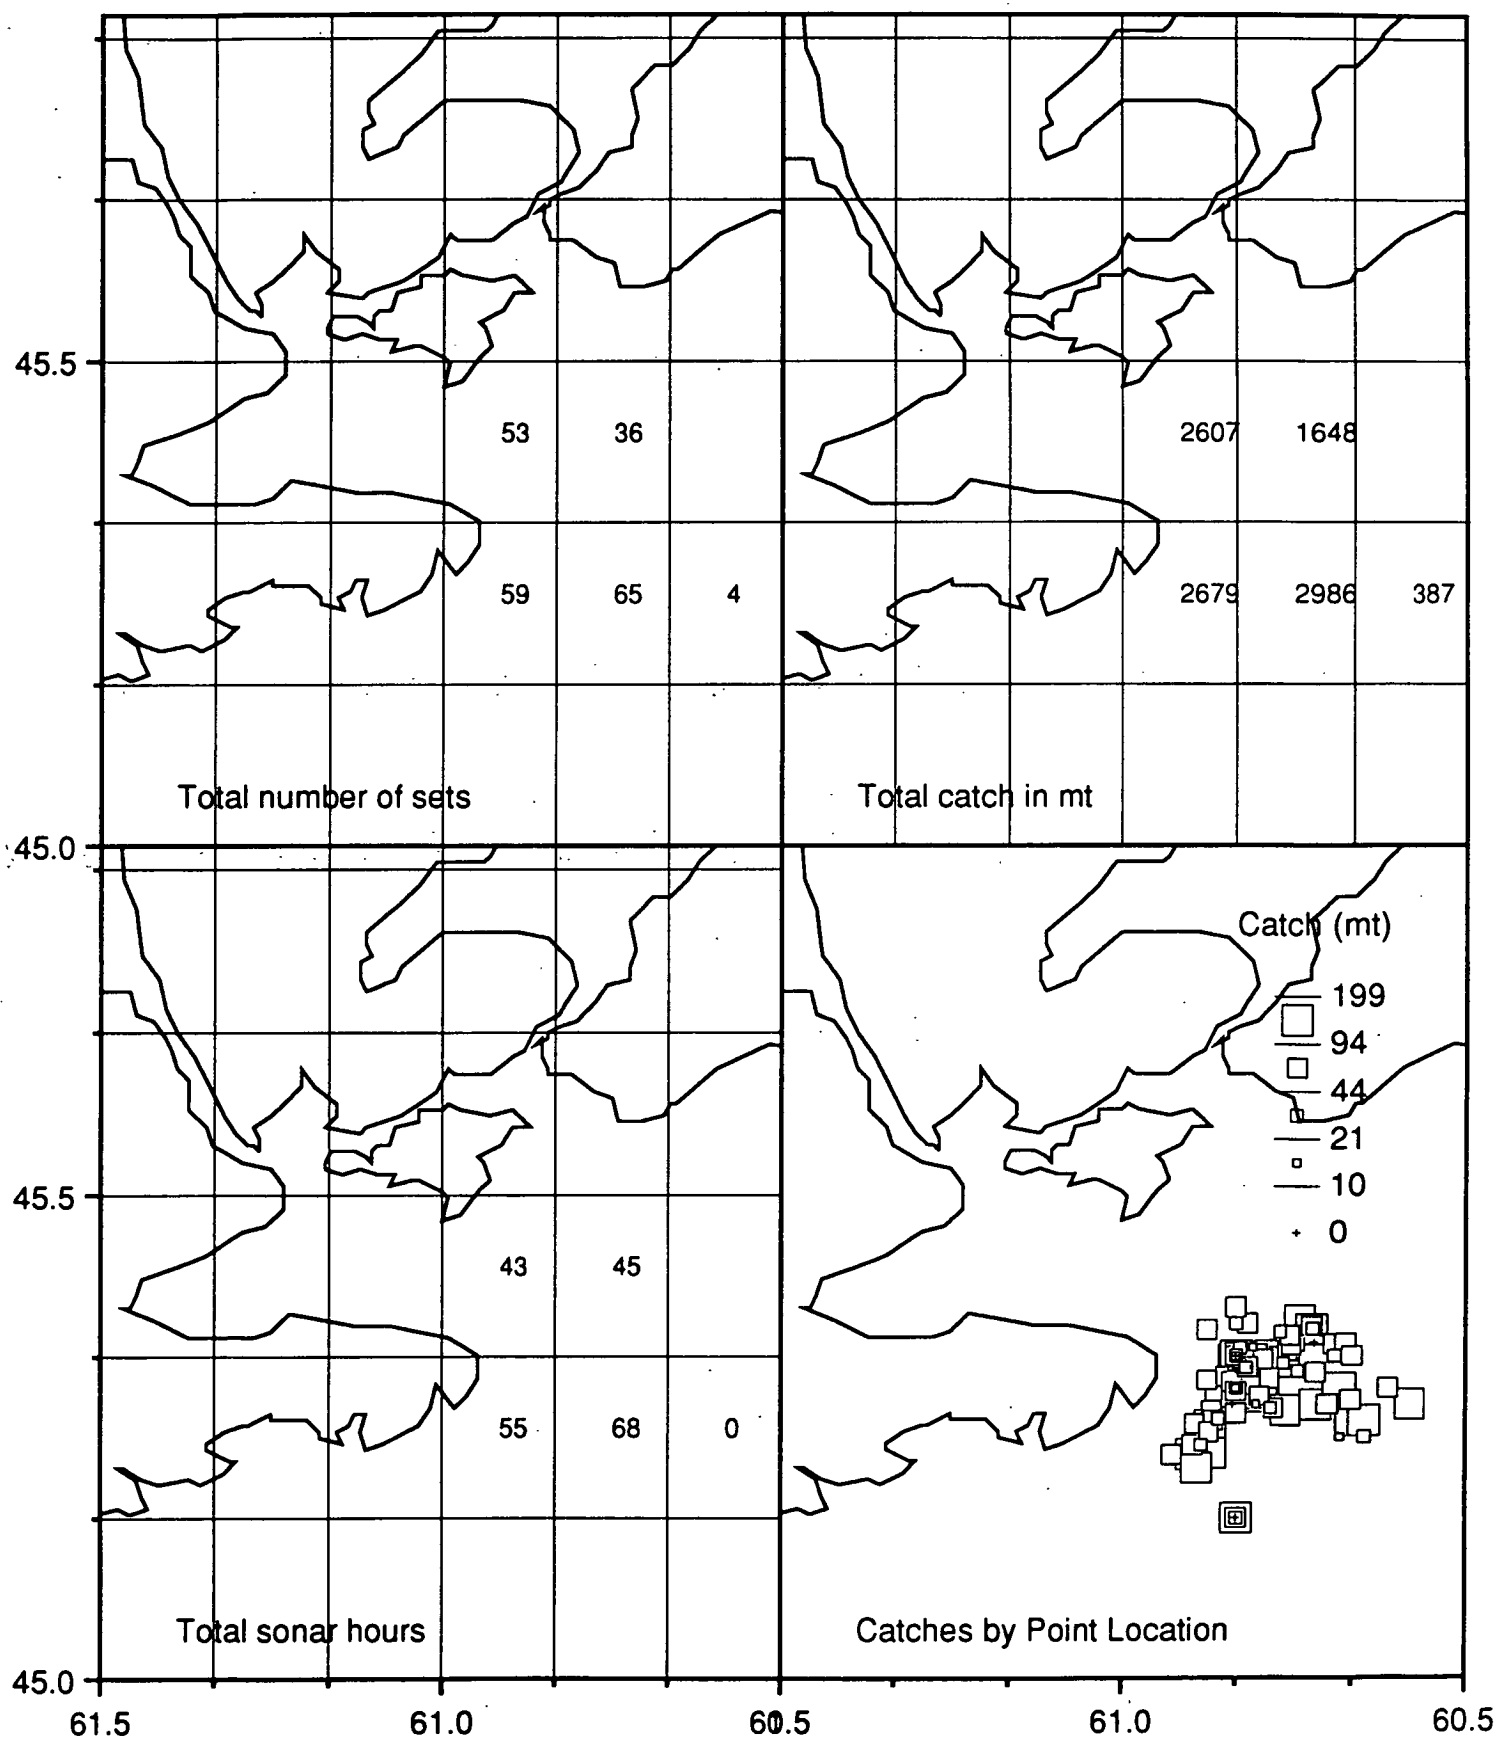 45.5
53 36
59 65 4
Total number of sets
2607 1648
2679 2986 387
Total catch in mt
45.0
45.5
43 45
55 68 0
Total sonar hours
Catch (mt)
199
94
44
21
10
0
Catches by Point Location
45.0
61.5 61.0 60.5 61.0 60.5